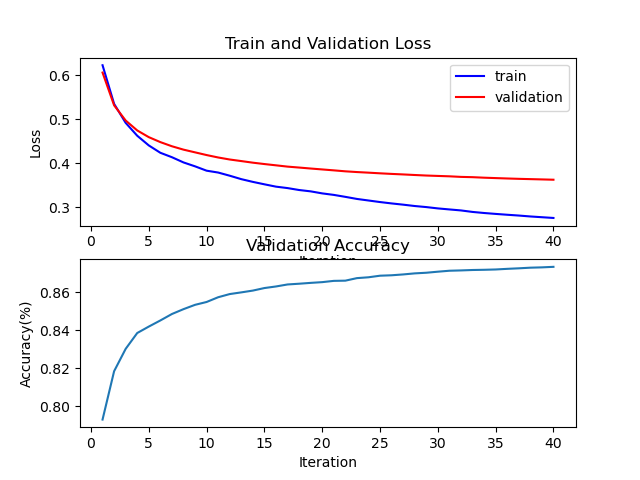 Train and Validation Loss
train
validation
Loss
0.6
0.5
0.4
0.3
0 5 10 15 20 25 30 35 40
Iteration
Validation Accuracy
Accuracy(%)
0.86
0.84
0.82
0.80
0 5 10 15 20 25 30 35 40
Iteration